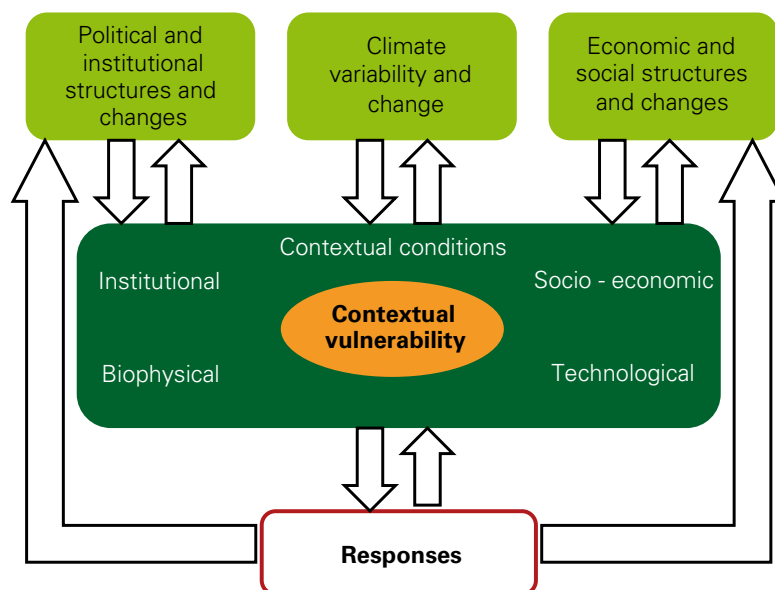 Political and
institutional
structures and
changes
Climate
variability and
change
Economic and
social structures
and changes
Contextual conditions
Institutional
Socio - economic
Contextual
vulnerability
Biophysical
Technological
Responses